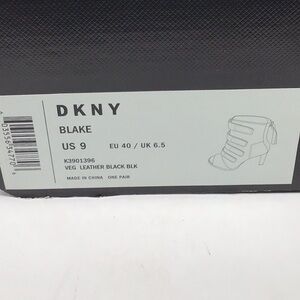 DKNY
BLAKE
US 9 EU 40 / UK 6.5
K3901396
VEG LEATHER BLACK BLK
MADE IN CHINA ONE PAIR